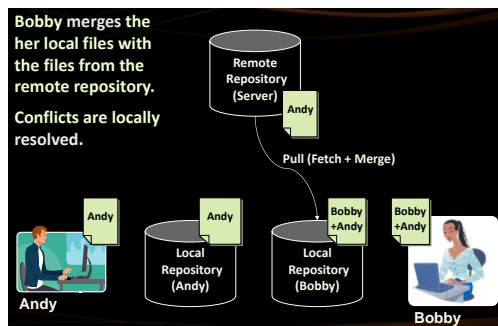 Bobby merges the
her local files with
the files from the
remote repository.
Conflicts are locally
resolved.
Remote
Repository
(Server)
Andy
Pull (Fetch + Merge)
Andy
Andy
Local
Repository
(Andy)
Bobby
+Andy
Local
Repository
(Bobby)
Bobby
+Andy
Andy
Bobby